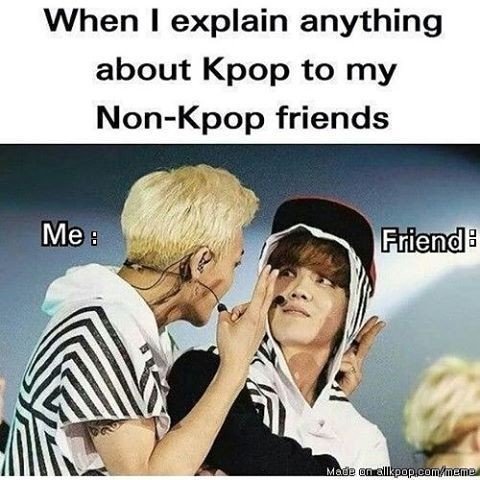 When I explain anything
about Kpop to my
Non-Kpop friends
Me :
Friend :
Made on allkpop.com/meme